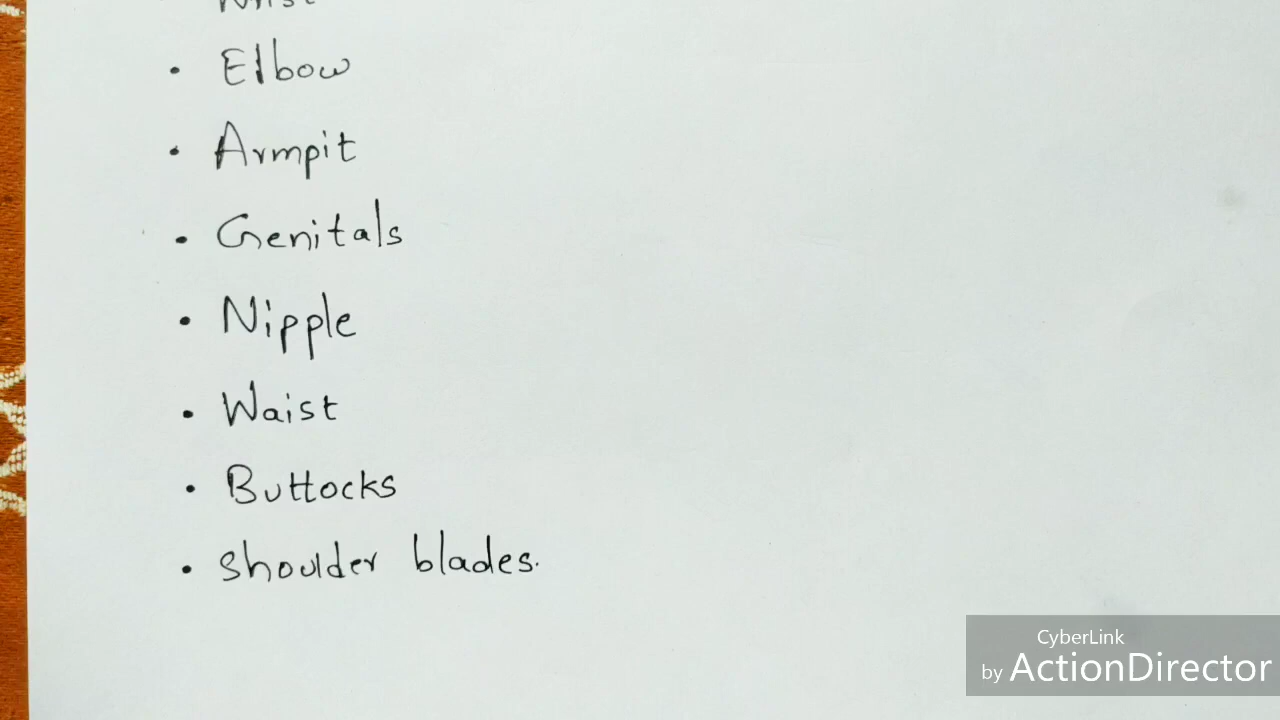 • Elbow
• Armpit
• Genitals
• Nipple
• Waist
• Buttocks
• shoulder blades.
CyberLink
by ActionDirector